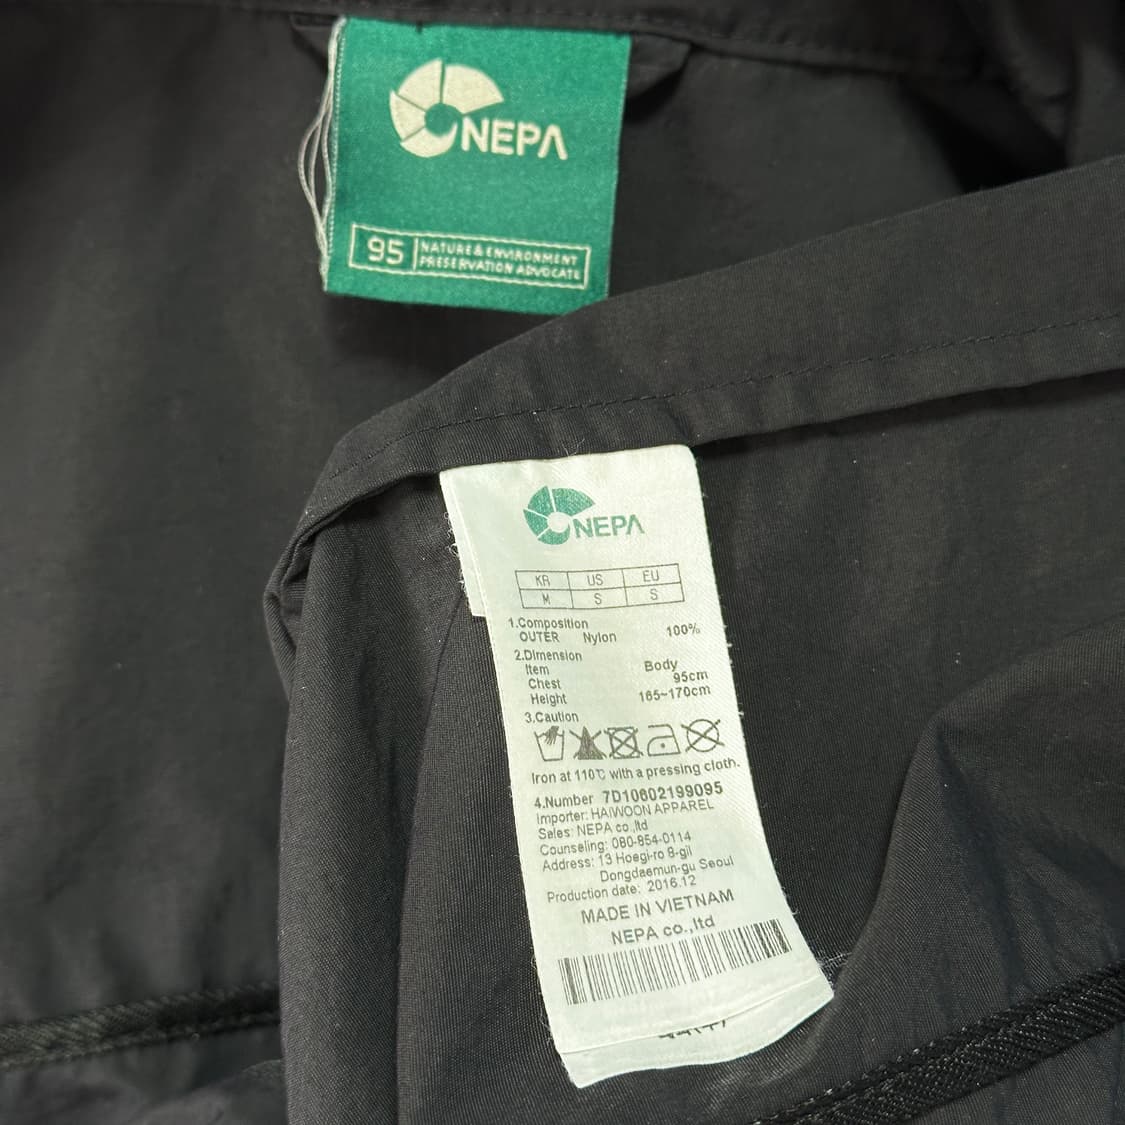 NEPA
95 NATURE & ENVIRONMENT
PRESERVATION ADVOCATE
NEPA
KR US EU
M S S
1.Composition
OUTER Nylon 100%
2.Dimension
Item Body
Chest 95cm
Height 165~170cm
3.Caution
Iron at 110℃ with a pressing cloth.
4.Number 7D10602199095
Importer: HAIWOON APPAREL
Sales: NEPA co.,ltd
Counseling: 080-854-0114
Address: 13 Hoegi-ro 8-gil
Dongdaemun-gu Seoul
Production date: 2016.12
MADE IN VIETNAM
NEPA co.,ltd